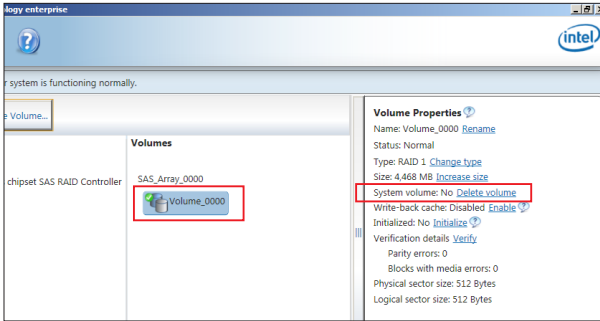 ology enterprise
intel
r system is functioning normally.
e Volume...
Volumes
chipset SAS RAID Controller
SAS_Array_0000
Volume_0000
Volume Properties
Name: Volume_0000 Rename
Status: Normal
Type: RAID 1 Change type
Size: 4,468 MB Increase size
System volume: No Delete volume
Write-back cache: Disabled Enable
Initialized: No Initialize
Verification details Verify
Parity errors: 0
Blocks with media errors: 0
Physical sector size: 512 Bytes
Logical sector size: 512 Bytes